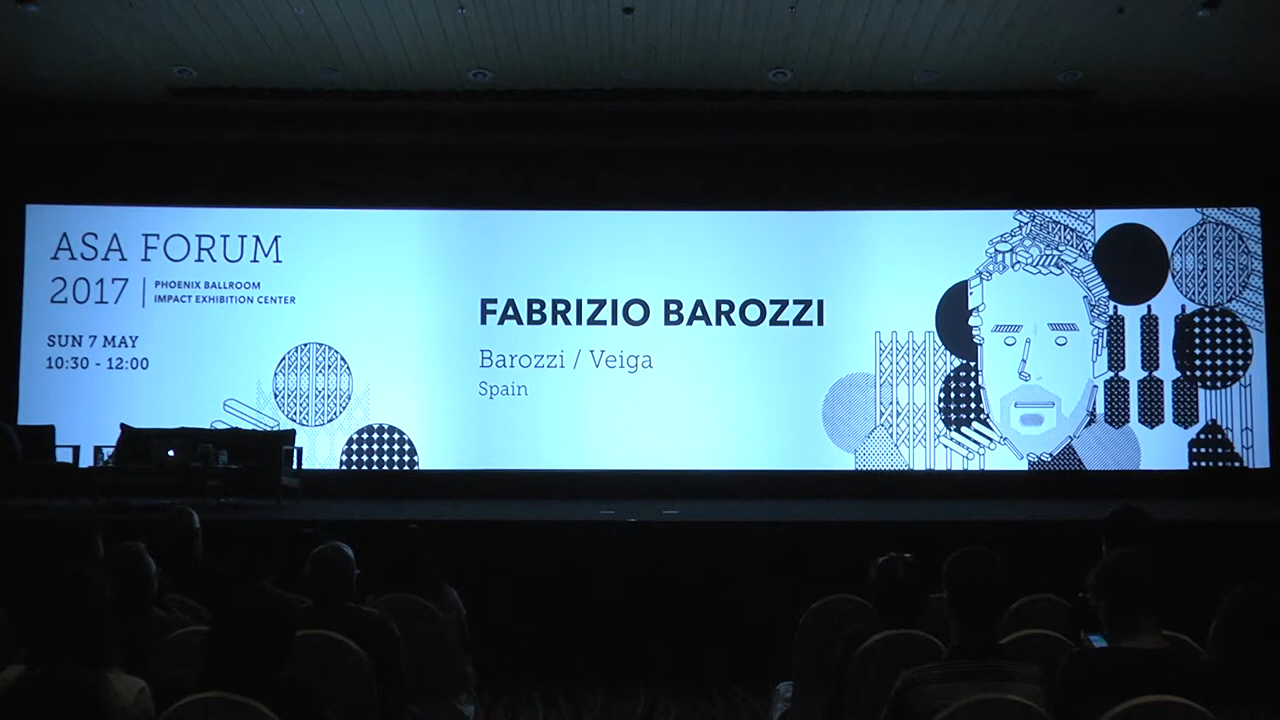 ASA FORUM
2017
PHOENIX BALLROOM
IMPACT EXHIBITION CENTER
SUN 7 MAY
10:30 - 12:00
FABRIZIO BAROZZI
Barozzi / Veiga
Spain